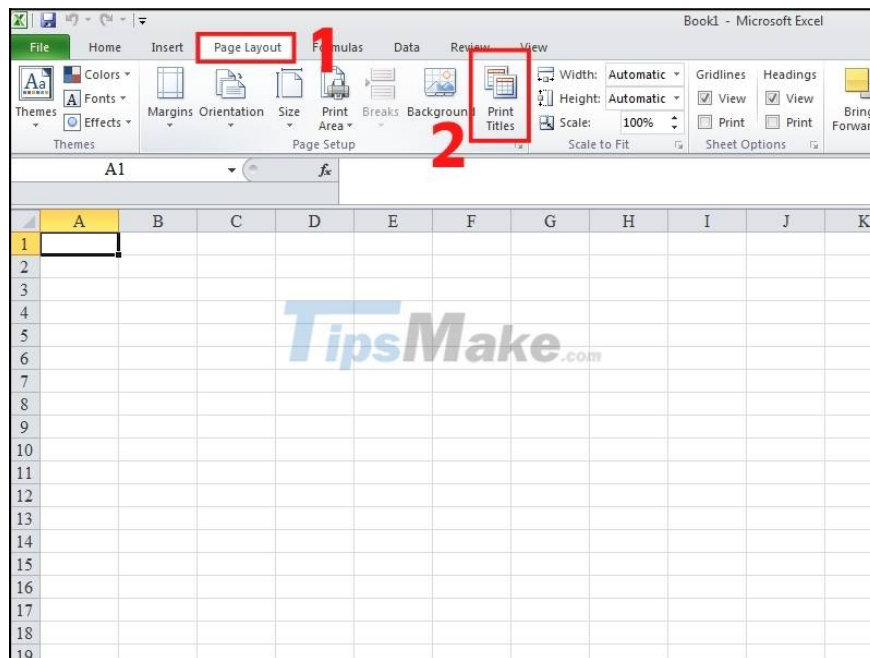 Book1 - Microsoft Excel
File Home Insert Page Layout Formulas Data Review View
1
Colors Width: Automatic Gridlines Headings
Aa A Fonts Height: Automatic View View
Themes Effects Margins Orientation Size Print Area Breaks Background Print Titles Scale: 100% Print Print Bring Forwar
Themes Page Setup Scale to Fit Sheet Options
2
A1 fx
A B C D E F G H I J K
1
2
3
4
5
6
TipsMake.com
7
8
9
10
11
12
13
14
15
16
17
18
19